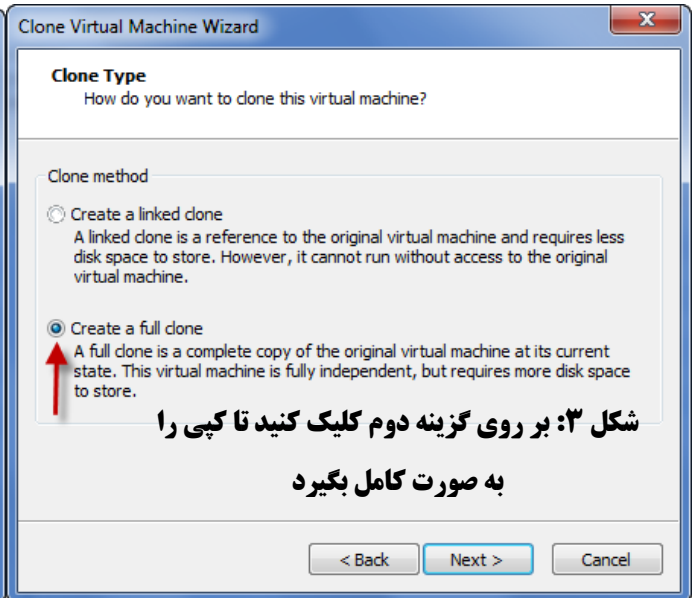 Clone Virtual Machine Wizard
Clone Type
How do you want to clone this virtual machine?
Clone method
Create a linked clone
A linked clone is a reference to the original virtual machine and requires less
disk space to store. However, it cannot run without access to the original
virtual machine.
Create a full clone
A full clone is a complete copy of the original virtual machine at its current
state. This virtual machine is fully independent, but requires more disk space
to store.
شکل ۳: بر روی گزینه دوم کلیک کنید تا کپی را
به صورت کامل بگیرد
< Back
Next >
Cancel